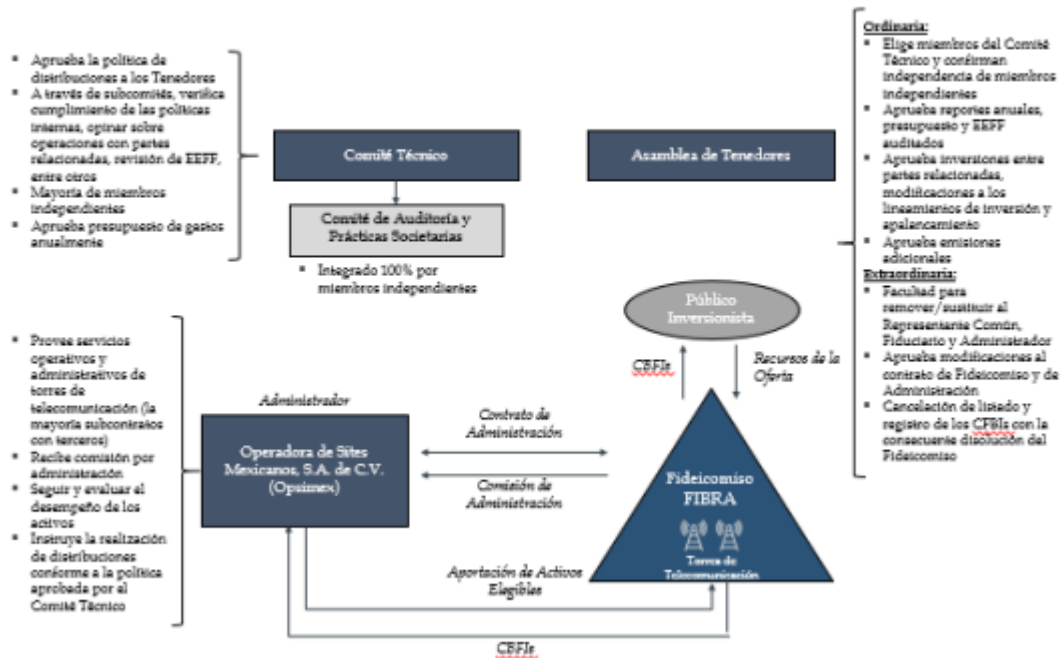 ▪ Aprueba la política de
distribuciones a los Tenedores
▪ A través de subcomités, verifica
cumplimiento de las políticas
internas, opinar sobre
operaciones con partes
relacionadas, revisión de EEFF,
entre otros
▪ Mayoría de miembros
independientes
▪ Aprueba presupuesto de gastos
anualmente
Comité Técnico
Comité de Auditoría y
Prácticas Societarias
▪ Integrado 100% por
miembros independientes
Asamblea de Tenedores
Ordinaria:
▪ Elige miembros del Comité
Técnico y confirman
independencia de miembros
independientes
▪ Aprueba reportes anuales,
presupuesto y EEFF
auditados
▪ Aprueba inversiones entre
partes relacionadas,
modificaciones a los
lineamientos de inversión y
apalancamiento
▪ Aprueba emisiones
adicionales
Extraordinaria:
▪ Facultad para
remover/sustituir al
Representante Común,
Fiduciario y Administrador
▪ Aprueba modificaciones al
contrato de Fideicomiso y de
Administración
▪ Cancelación de listado y
registro de los CFBIs con la
consecuente disolución del
Fideicomiso
Público
Inversionista
CBFIs
Recursos de la
Oferta
▪ Provee servicios
operativos y
administrativos de
torres de
telecomunicación (la
mayoría subcontratos
con terceros)
▪ Recibe comisión por
administración
▪ Seguir y evaluar el
desempeño de los
activos
▪ Instruye la realización
de distribuciones
conforme a la política
aprobada por el
Comité Técnico
Administrador
Operadora de Sites
Mexicanos, S.A. de C.V.
(Opsimex)
Contrato de
Administración
Comisión de
Administración
Fideicomiso
FIBRA
Torres de
Telecomunicación
Aportación de Activos
Elegibles
CBFIs